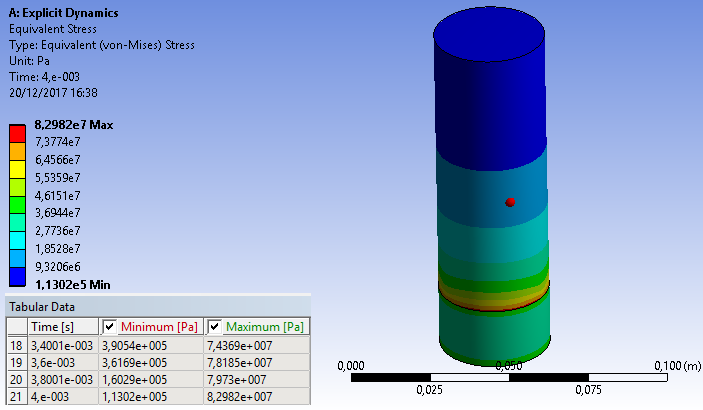 A: Explicit Dynamics
Equivalent Stress
Type: Equivalent (von-Mises) Stress
Unit: Pa
Time: 4,e-003
20/12/2017 16:38
8,2982e7 Max
7,3774e7
6,4566e7
5,5359e7
4,6151e7
3,6944e7
2,7736e7
1,8528e7
9,3206e6
1,1302e5 Min
Tabular Data
Time [s] Minimum [Pa] Maximum [Pa]
18 3,4001e-003 3,9054e+005 7,4369e+007
19 3,6e-003 3,6169e+005 7,8185e+007
20 3,8001e-003 1,6029e+005 7,973e+007
21 4,e-003 1,1302e+005 8,2982e+007
0,000 0,050 0,100 (m)
0,025 0,075